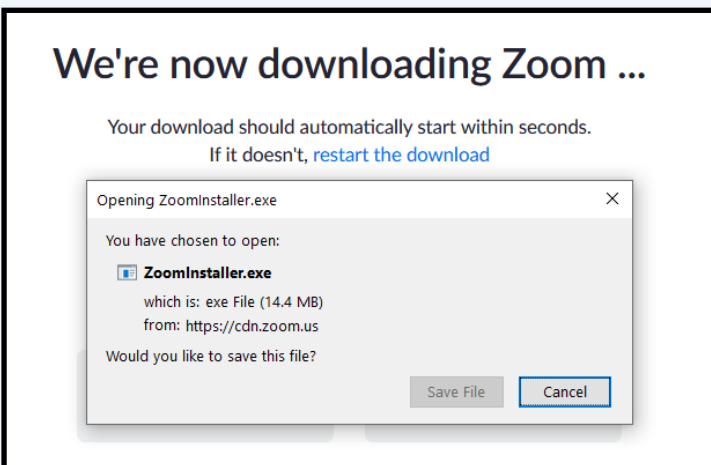 We're now downloading Zoom ...
Your download should automatically start within seconds.
If it doesn't, restart the download
Opening ZoomInstaller.exe
You have chosen to open:
ZoomInstaller.exe
which is: exe File (14.4 MB)
from: https://cdn.zoom.us
Would you like to save this file?
Save File Cancel